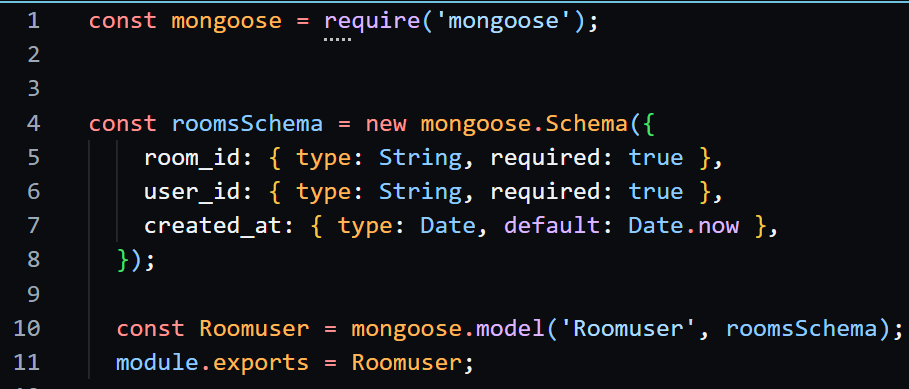 1 const mongoose = require('mongoose');
2
3
4 const roomsSchema = new mongoose.Schema({
5 room_id: { type: String, required: true },
6 user_id: { type: String, required: true },
7 created_at: { type: Date, default: Date.now },
8 });
9
10 const Roomuser = mongoose.model('Roomuser', roomsSchema);
11 module.exports = Roomuser;